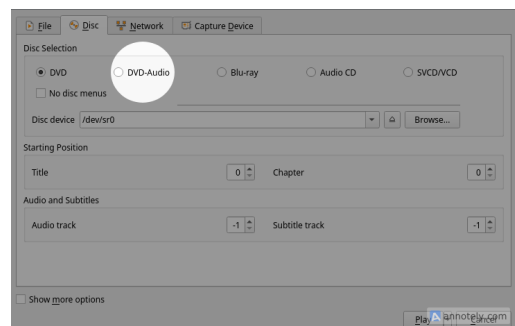 File Disc Network Capture Device
Disc Selection
DVD DVD-Audio Blu-ray Audio CD SVCD/VCD
No disc menus
Disc device /dev/sr0 Browse...
Starting Position
Title 0 Chapter 0
Audio and Subtitles
Audio track -1 Subtitle track -1
Show more options
Play Cancel
annotely.com